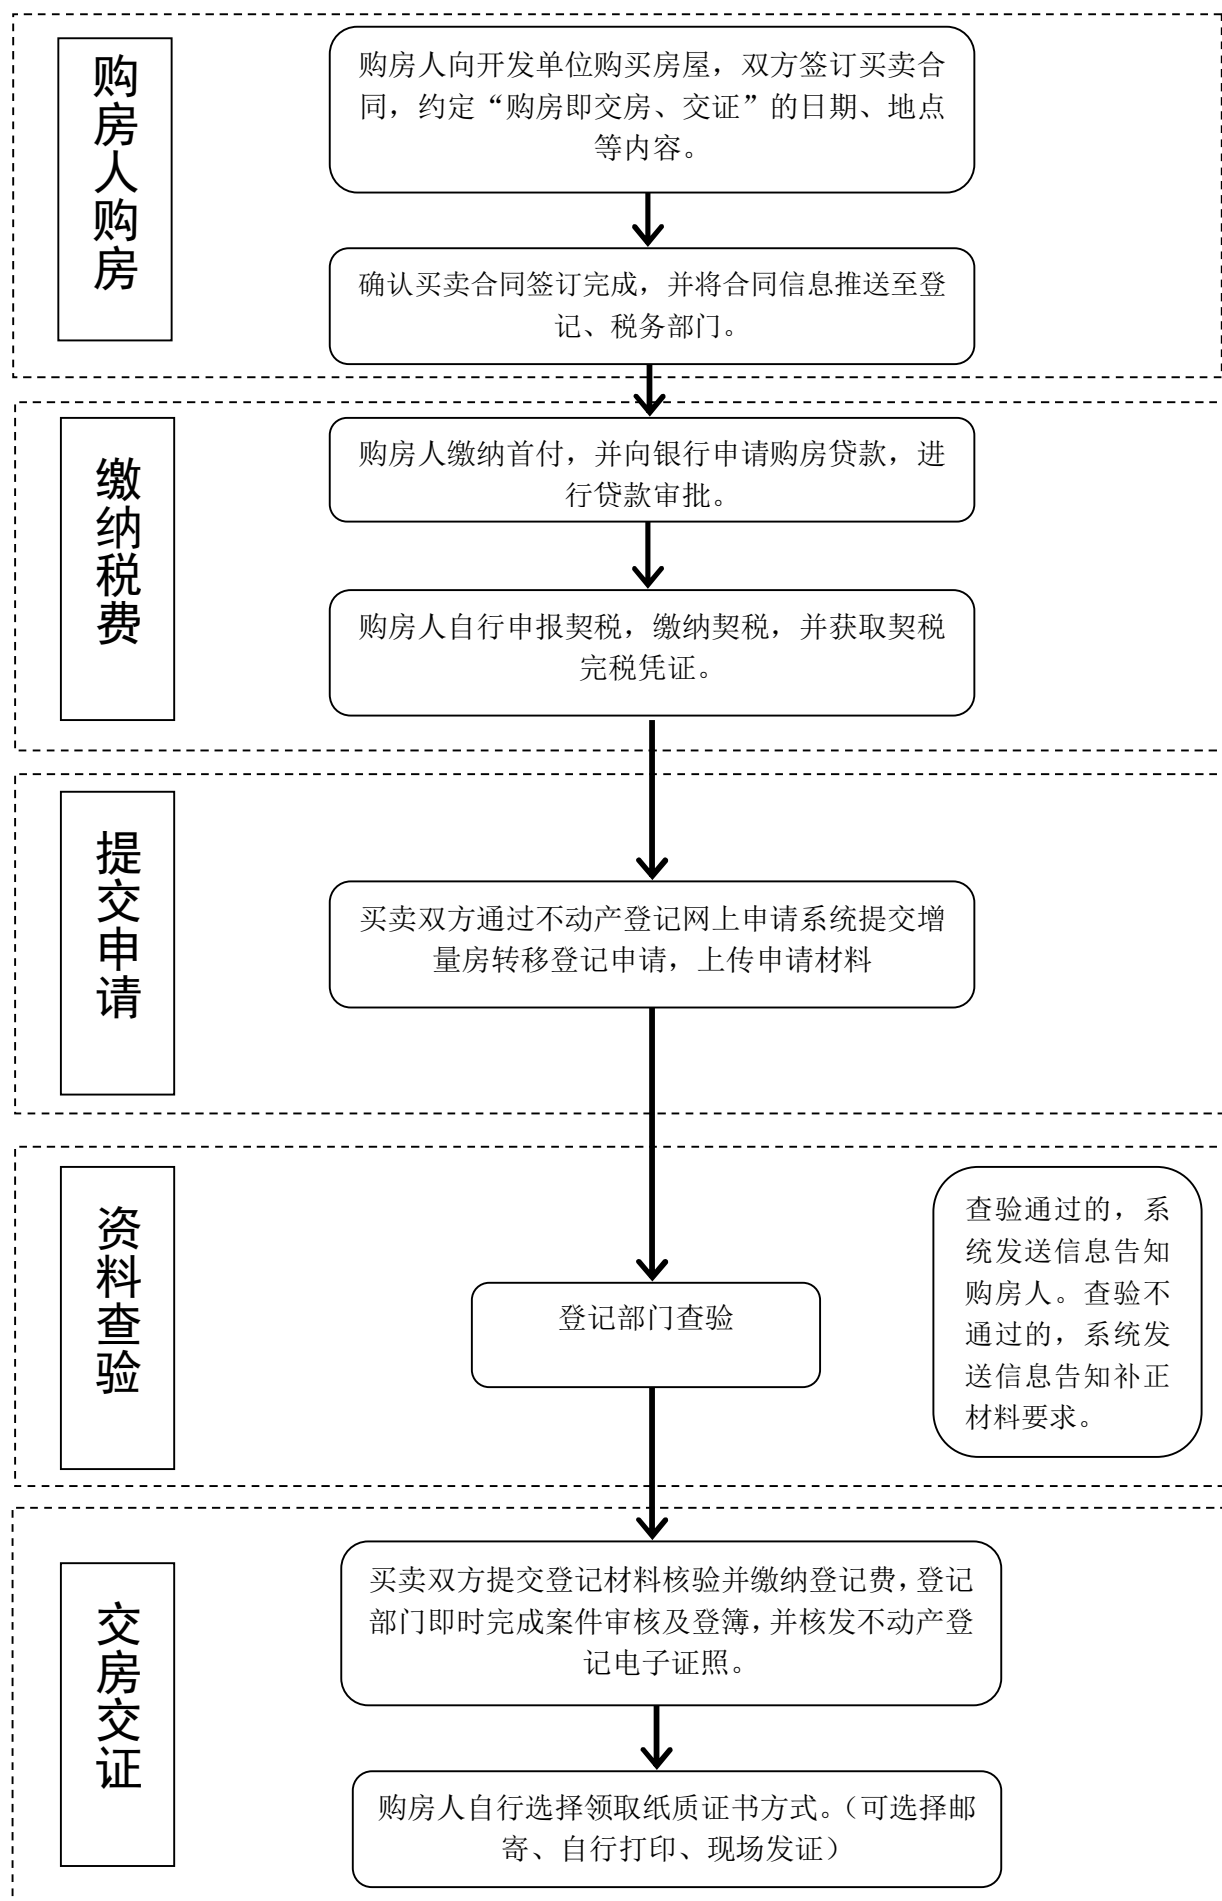 购房人购房
购房人向开发单位购买房屋，双方签订买卖合
同，约定“购房即交房、交证”的日期、地点
等内容。
确认买卖合同签订完成，并将合同信息推送至登
记、税务部门。
缴纳税费
购房人缴纳首付，并向银行申请购房贷款，进
行贷款审批。
购房人自行申报契税，缴纳契税，并获取契税
完税凭证。
提交申请
买卖双方通过不动产登记网上申请系统提交增
量房转移登记申请，上传申请材料
资料查验
登记部门查验
查验通过的，系
统发送信息告知
购房人。查验不
通过的，系统发
送信息告知补正
材料要求。
交房交证
买卖双方提交登记材料核验并缴纳登记费，登记
部门即时完成案件审核及登簿，并核发不动产登
记电子证照。
购房人自行选择领取纸质证书方式。（可选择邮
寄、自行打印、现场发证）